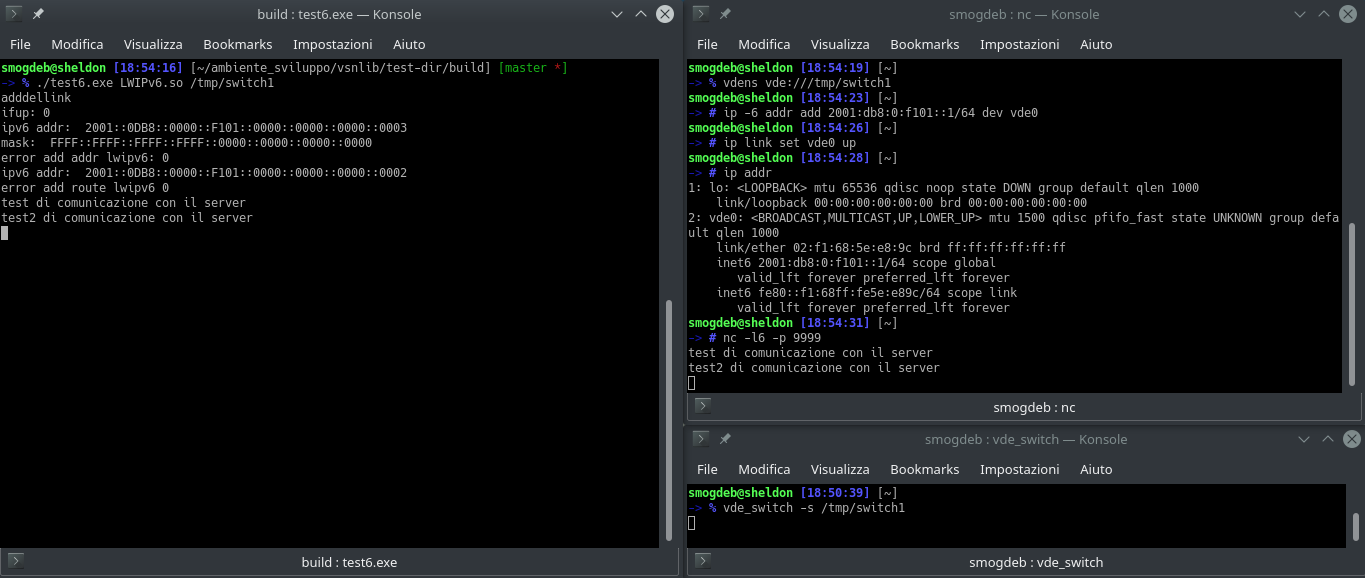 build : test6.exe — Konsole
File Modifica Visualizza Bookmarks Impostazioni Aiuto
smogdeb@sheldon [18:54:16] [~/ambiente_sviluppo/vsnlib/test-dir/build] [master *]
-> % ./test6.exe LWIPv6.so /tmp/switch1
adddellink
ifup: 0
ipv6 addr:  2001::0DB8::0000::F101::0000::0000::0000::0003
mask:  FFFF::FFFF::FFFF::FFFF::0000::0000::0000::0000
error add addr lwipv6: 0
ipv6 addr:  2001::0DB8::0000::F101::0000::0000::0000::0002
error add route lwipv6 0
test di comunicazione con il server
test2 di comunicazione con il server
build : test6.exe
smogdeb : nc — Konsole
File Modifica Visualizza Bookmarks Impostazioni Aiuto
smogdeb@sheldon [18:54:19] [~]
-> % vdens vde:///tmp/switch1
smogdeb@sheldon [18:54:23] [~]
-> # ip -6 addr add 2001:db8:0:f101::1/64 dev vde0
smogdeb@sheldon [18:54:26] [~]
-> # ip link set vde0 up
smogdeb@sheldon [18:54:28] [~]
-> # ip addr
1: lo: <LOOPBACK> mtu 65536 qdisc noop state DOWN group default qlen 1000
    link/loopback 00:00:00:00:00:00 brd 00:00:00:00:00:00
2: vde0: <BROADCAST,MULTICAST,UP,LOWER_UP> mtu 1500 qdisc pfifo_fast state UNKNOWN group defa
ult qlen 1000
    link/ether 02:f1:68:5e:e8:9c brd ff:ff:ff:ff:ff:ff
    inet6 2001:db8:0:f101::1/64 scope global
       valid_lft forever preferred_lft forever
    inet6 fe80::f1:68ff:fe5e:e89c/64 scope link
       valid_lft forever preferred_lft forever
smogdeb@sheldon [18:54:31] [~]
-> # nc -l6 -p 9999
test di comunicazione con il server
test2 di comunicazione con il server
smogdeb : nc
smogdeb : vde_switch — Konsole
File Modifica Visualizza Bookmarks Impostazioni Aiuto
smogdeb@sheldon [18:50:39] [~]
-> % vde_switch -s /tmp/switch1
smogdeb : vde_switch